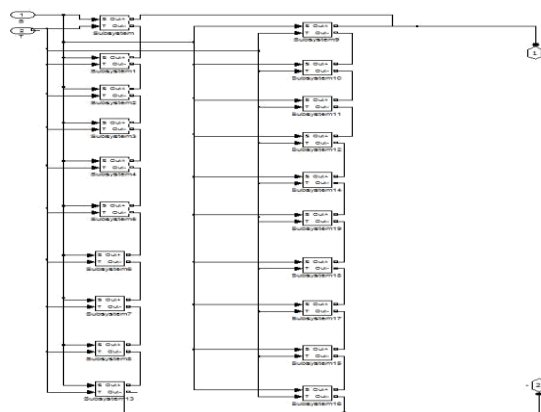 1
S
S Out+
T Out-
Subsystem
2
T
S Out+
T Out-
Subsystem1
S Out+
T Out-
Subsystem2
S Out+
T Out-
Subsystem3
S Out+
T Out-
Subsystem4
S Out+
T Out-
Subsystem5
S Out+
T Out-
Subsystem6
S Out+
T Out-
Subsystem7
S Out+
T Out-
Subsystem8
S Out+
T Out-
Subsystem13
S Out+
T Out-
Subsystem9
S Out+
T Out-
Subsystem10
S Out+
T Out-
Subsystem11
S Out+
T Out-
Subsystem12
S Out+
T Out-
Subsystem14
S Out+
T Out-
Subsystem19
S Out+
T Out-
S Out+
T Out-
Subsystem17
S Out+
T Out-
Subsystem15
S Out+
T Out-
1